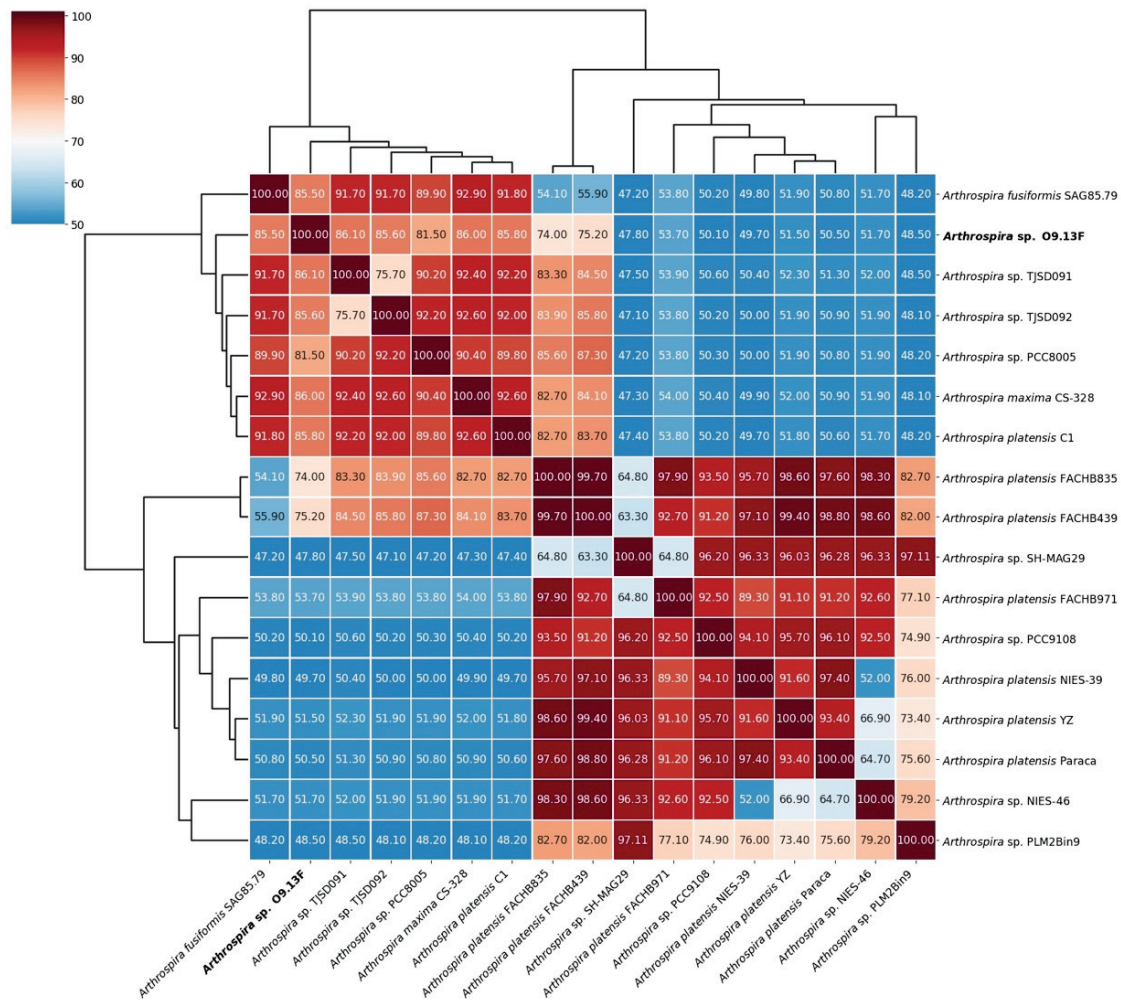 100
90
80
70
60
50
100.00 85.50 91.70 91.70 89.90 92.90 91.80 54.10 55.90 47.20 53.80 50.20 49.80 51.90 50.80 51.70 48.20 Arthrospira fusiformis SAG85.79
85.50 100.00 86.10 85.60 81.50 86.00 85.80 74.00 75.20 47.80 53.70 50.10 49.70 51.50 50.50 51.70 48.50 Arthrospira sp. O9.13F
91.70 86.10 100.00 75.70 90.20 92.40 92.20 83.30 84.50 47.50 53.90 50.60 50.40 52.30 51.30 52.00 48.50 Arthrospira sp. TJSD091
91.70 85.60 75.70 100.00 92.20 92.60 92.00 83.90 85.80 47.10 53.80 50.20 50.00 51.90 50.90 51.90 48.10 Arthrospira sp. TJSD092
89.90 81.50 90.20 92.20 100.00 90.40 89.80 85.60 87.30 47.20 53.80 50.30 50.00 51.90 50.80 51.90 48.20 Arthrospira sp. PCC8005
92.90 86.00 92.40 92.60 90.40 100.00 92.60 82.70 84.10 47.30 54.00 50.40 49.90 52.00 50.90 51.90 48.10 Arthrospira maxima CS-328
91.80 85.80 92.20 92.00 89.80 92.60 100.00 82.70 83.70 47.40 53.80 50.20 49.70 51.80 50.60 51.70 48.20 Arthrospira platensis C1
54.10 74.00 83.30 83.90 85.60 82.70 82.70 100.00 99.70 64.80 97.90 93.50 95.70 98.60 97.60 98.30 82.70 Arthrospira platensis FACHB835
55.90 75.20 84.50 85.80 87.30 84.10 83.70 99.70 100.00 63.30 92.70 91.20 97.10 99.40 98.80 98.60 82.00 Arthrospira platensis FACHB439
47.20 47.80 47.50 47.10 47.20 47.30 47.40 64.80 63.30 100.00 64.80 96.20 96.33 96.03 96.28 96.33 97.11 Arthrospira sp. SH-MAG29
53.80 53.70 53.90 53.80 53.80 54.00 53.80 97.90 92.70 64.80 100.00 92.50 89.30 91.10 91.20 92.60 77.10 Arthrospira platensis FACHB971
50.20 50.10 50.60 50.20 50.30 50.40 50.20 93.50 91.20 96.20 92.50 100.00 94.10 95.70 96.10 92.50 74.90 Arthrospira sp. PCC9108
49.80 49.70 50.40 50.00 50.00 49.90 49.70 95.70 97.10 96.33 89.30 94.10 100.00 91.60 97.40 52.00 76.00 Arthrospira platensis NIES-39
51.90 51.50 52.30 51.90 51.90 52.00 51.80 98.60 99.40 96.03 91.10 95.70 91.60 100.00 93.40 66.90 73.40 Arthrospira platensis YZ
50.80 50.50 51.30 50.90 50.80 50.90 50.60 97.60 98.80 96.28 91.20 96.10 97.40 93.40 100.00 64.70 75.60 Arthrospira platensis Paraca
51.70 51.70 52.00 51.90 51.90 51.90 51.70 98.30 98.60 96.33 92.60 92.50 52.00 66.90 64.70 100.00 79.20 Arthrospira sp. NIES-46
48.20 48.50 48.50 48.10 48.20 48.10 48.20 82.70 82.00 97.11 77.10 74.90 76.00 73.40 75.60 79.20 100.00 Arthrospira sp. PLM2Bin9
Arthrospira fusiformis SAG85.79
Arthrospira sp. O9.13F
Arthrospira sp. TJSD091
Arthrospira sp. TJSD092
Arthrospira sp. PCC8005
Arthrospira maxima CS-328
Arthrospira platensis C1
Arthrospira platensis FACHB835
Arthrospira platensis FACHB439
Arthrospira sp. SH-MAG29
Arthrospira platensis FACHB971
Arthrospira sp. PCC9108
Arthrospira platensis NIES-39
Arthrospira platensis YZ
Arthrospira platensis Paraca
Arthrospira sp. NIES-46
Arthrospira sp. PLM2Bin9